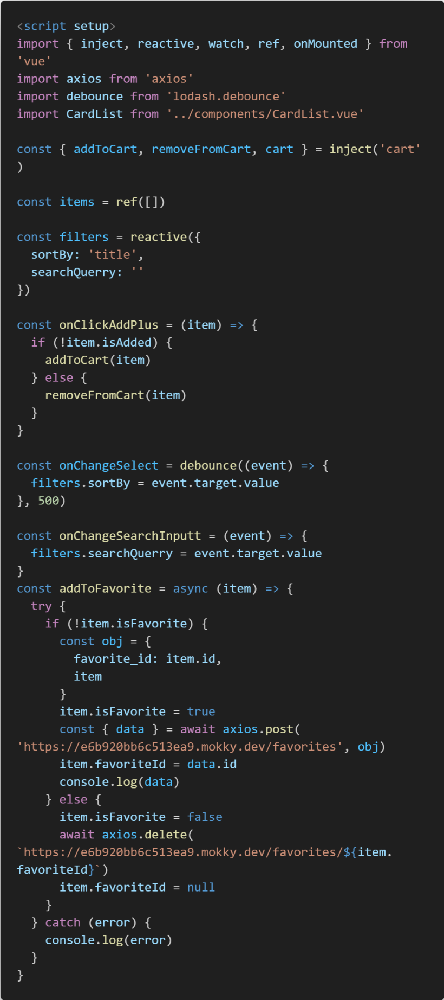 <script setup>
import { inject, reactive, watch, ref, onMounted } from
'vue'
import axios from 'axios'
import debounce from 'lodash.debounce'
import CardList from '../components/CardList.vue'

const { addToCart, removeFromCart, cart } = inject('cart'
)

const items = ref([])

const filters = reactive({
  sortBy: 'title',
  searchQuerry: ''
})

const onClickAddPlus = (item) => {
  if (!item.isAdded) {
    addToCart(item)
  } else {
    removeFromCart(item)
  }
}

const onChangeSelect = debounce((event) => {
  filters.sortBy = event.target.value
}, 500)

const onChangeSearchInputt = (event) => {
  filters.searchQuerry = event.target.value
}
const addToFavorite = async (item) => {
  try {
    if (!item.isFavorite) {
      const obj = {
        favorite_id: item.id,
        item
      }
      item.isFavorite = true
      const { data } = await axios.post(
'https://e6b920bb6c513ea9.mokky.dev/favorites', obj)
      item.favoriteId = data.id
      console.log(data)
    } else {
      item.isFavorite = false
      await axios.delete(
`https://e6b920bb6c513ea9.mokky.dev/favorites/${item.
favoriteId}`)
      item.favoriteId = null
    }
  } catch (error) {
    console.log(error)
  }
}